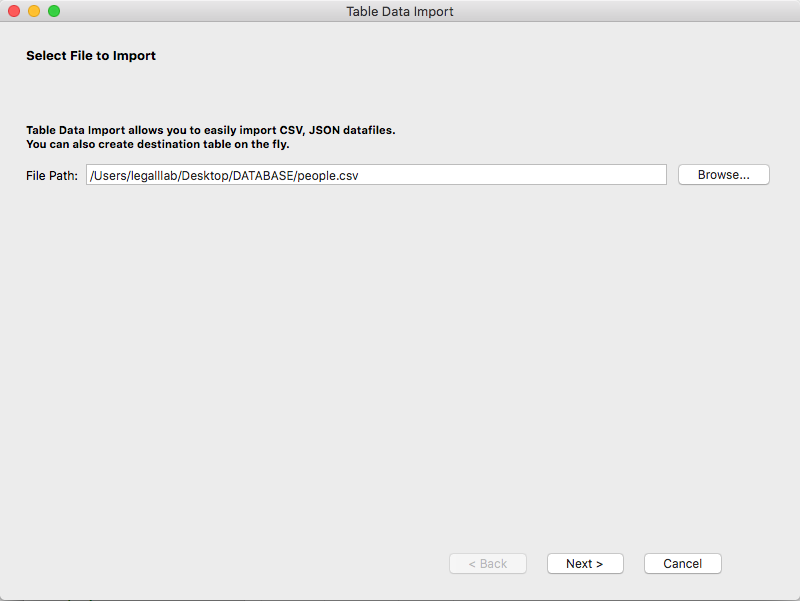 Table Data Import
Select File to Import
Table Data Import allows you to easily import CSV, JSON datafiles.
You can also create destination table on the fly.
File Path: /Users/legalllab/Desktop/DATABASE/people.csv Browse...
< Back Next > Cancel